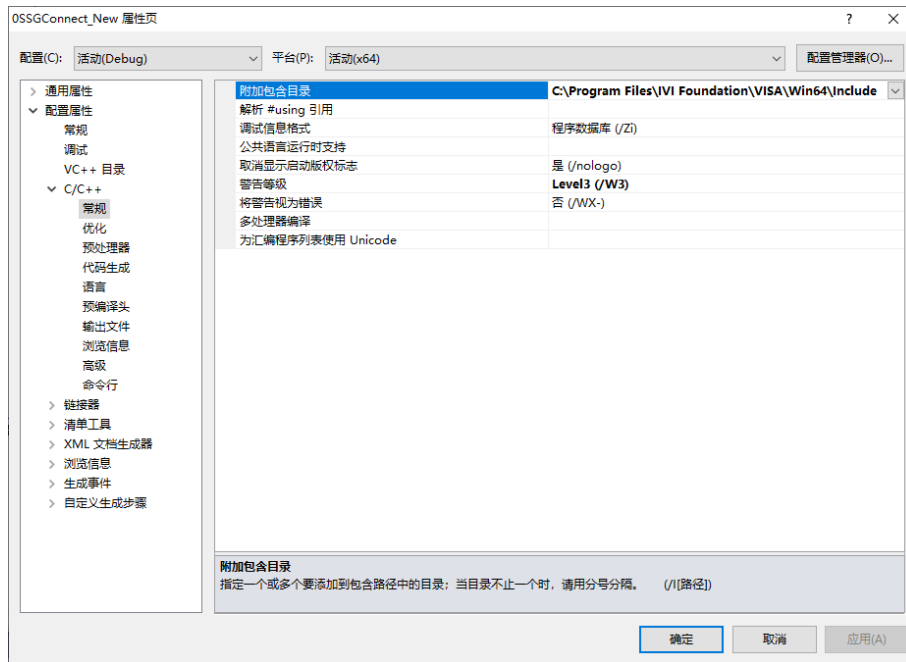 0SSGConnect_New 属性页
?
配置(C): 活动(Debug) 平台(P): 活动(x64) 配置管理器(O)...
通用属性
配置属性
常规
调试
VC++ 目录
C/C++
常规
优化
预处理器
代码生成
语言
预编译头
输出文件
浏览信息
高级
命令行
链接器
清单工具
XML 文档生成器
浏览信息
生成事件
自定义生成步骤
附加包含目录 C:\Program Files\IVI Foundation\VISA\Win64\Include
解析 #using 引用
调试信息格式 程序数据库 (/Zi)
公共语言运行时支持
取消显示启动版权标志 是 (/nologo)
警告等级 Level3 (/W3)
将警告视为错误 否 (/WX-)
多处理器编译
为汇编程序列表使用 Unicode
附加包含目录
指定一个或多个要添加到包含路径中的目录；当目录不止一个时，请用分号分隔。 (/I[路径])
确定 取消 应用(A)